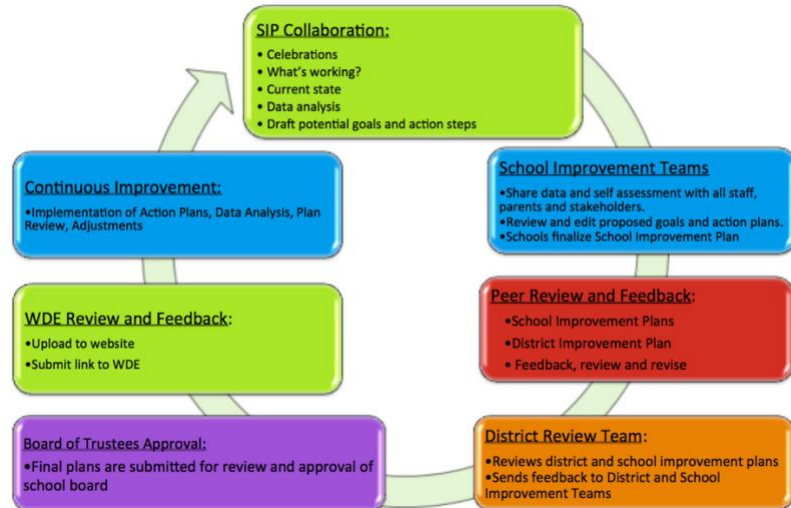 SIP Collaboration:
• Celebrations
• What's working?
• Current state
• Data analysis
• Draft potential goals and action steps
School Improvement Teams
•Share data and self assessment with all staff,
parents and stakeholders.
•Review and edit proposed goals and action plans.
•Schools finalize School Improvement Plan
Peer Review and Feedback:
•School Improvement Plans
•District Improvement Plan
• Feedback, review and revise
District Review Team:
•Reviews district and school improvement plans
•Sends feedback to District and School
Improvement Teams
Board of Trustees Approval:
•Final plans are submitted for review and approval of
school board
WDE Review and Feedback:
•Upload to website
•Submit link to WDE
Continuous Improvement:
•Implementation of Action Plans, Data Analysis, Plan
Review, Adjustments